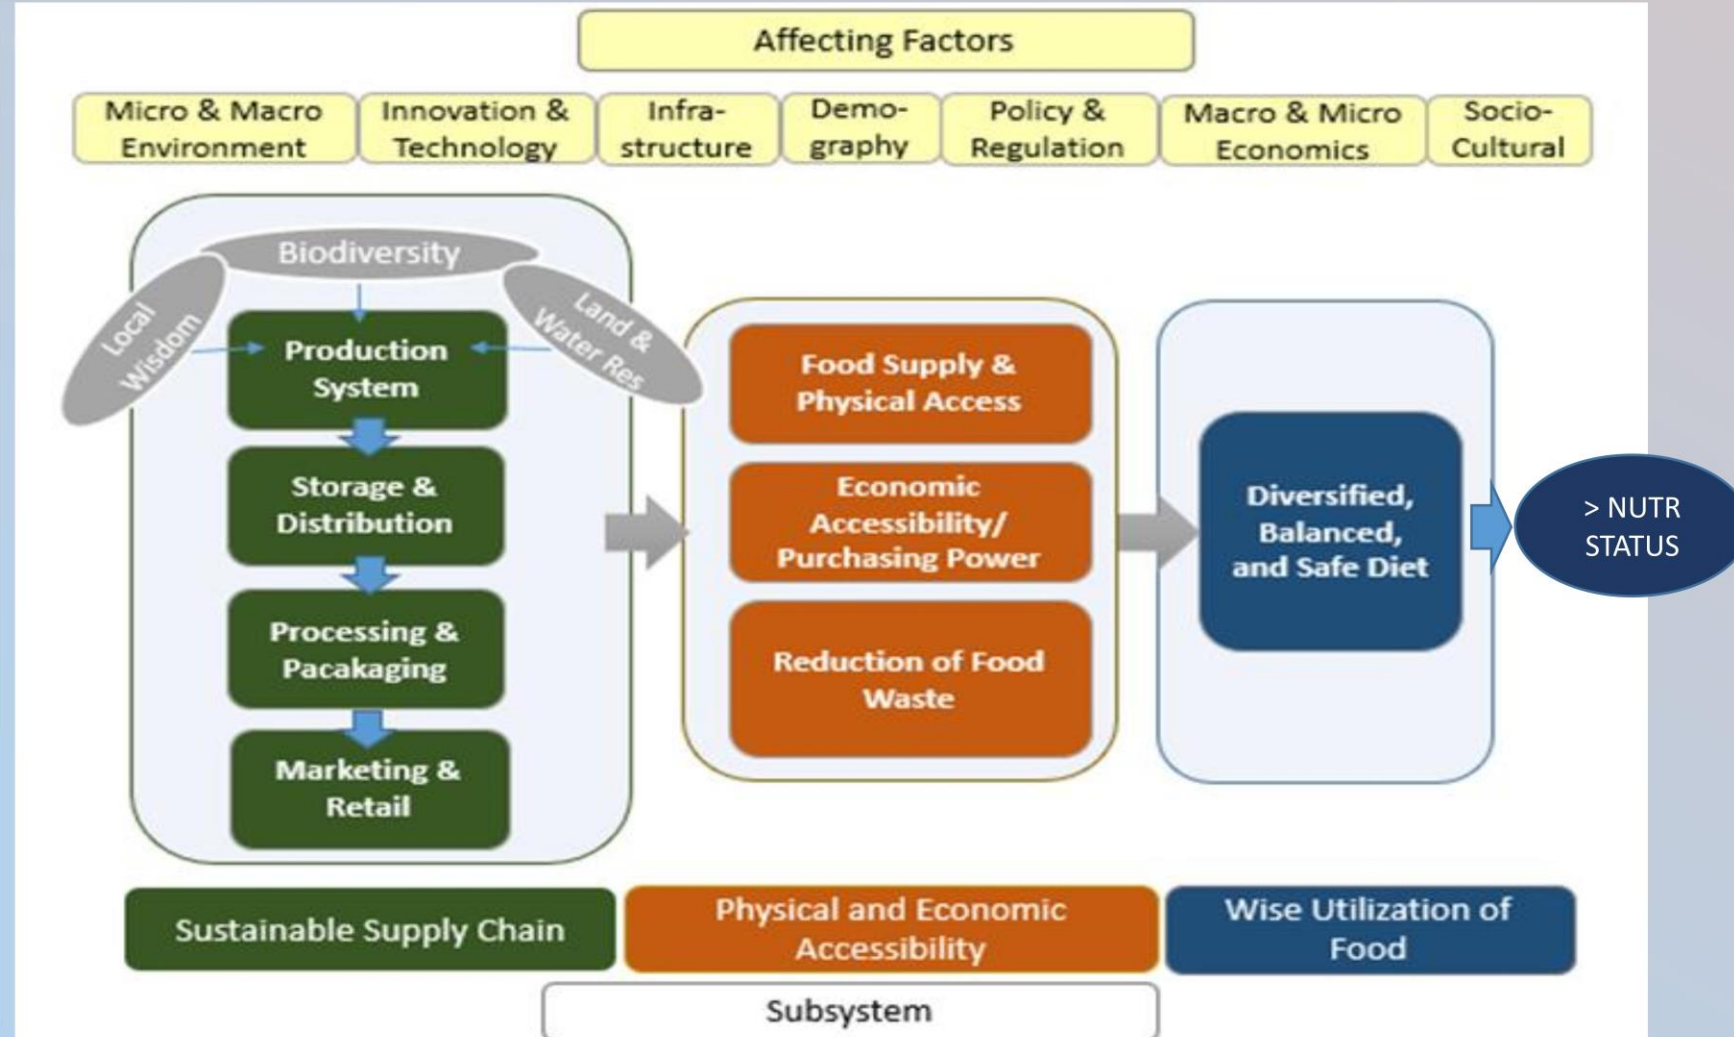 Affecting Factors
Micro & Macro
Environment
Innovation &
Technology
Infra-
structure
Demo-
graphy
Policy &
Regulation
Macro & Micro
Economics
Socio-
Cultural
Biodiversity
Local
Wisdom
Land &
Water Res
Production
System
Storage &
Distribution
Processing &
Pacakaging
Marketing &
Retail
Food Supply &
Physical Access
Economic
Accessibility/
Purchasing Power
Reduction of Food
Waste
Diversified,
Balanced,
and Safe Diet
> NUTR
STATUS
Sustainable Supply Chain
Physical and Economic
Accessibility
Wise Utilization of
Food
Subsystem